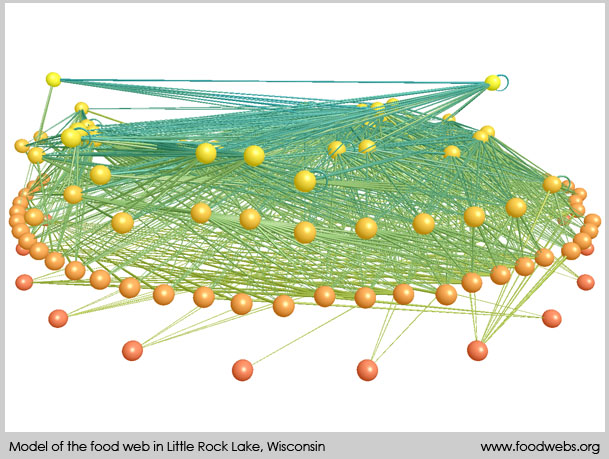 Model of the food web in Little Rock Lake, Wisconsin
www.foodwebs.org